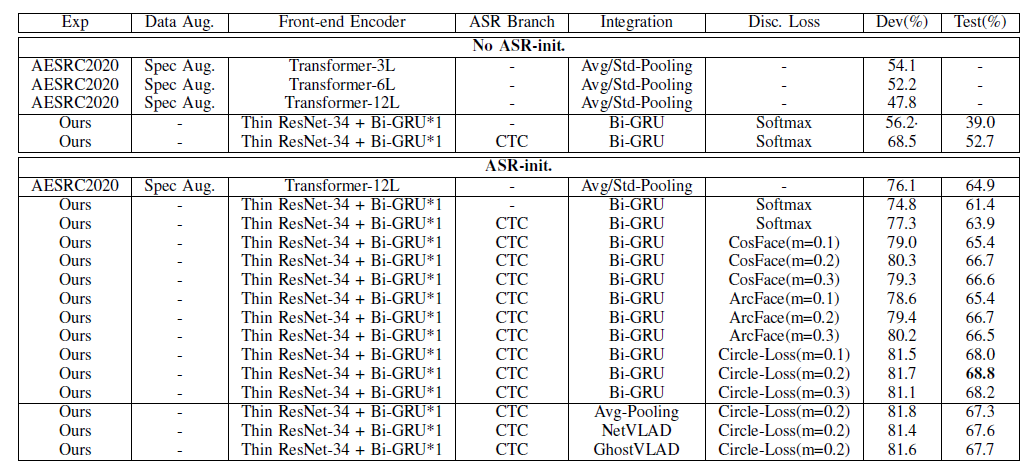 Exp Data Aug. Front-end Encoder ASR Branch Integration Disc. Loss Dev(%) Test(%)
No ASR-init.
AESRC2020 Spec Aug. Transformer-3L - Avg/Std-Pooling - 54.1 -
AESRC2020 Spec Aug. Transformer-6L - Avg/Std-Pooling - 52.2 -
AESRC2020 Spec Aug. Transformer-12L - Avg/Std-Pooling - 47.8 -
Ours - Thin ResNet-34 + Bi-GRU*1 - Bi-GRU Softmax 56.2· 39.0
Ours - Thin ResNet-34 + Bi-GRU*1 CTC Bi-GRU Softmax 68.5 52.7
ASR-init.
AESRC2020 Spec Aug. Transformer-12L - Avg/Std-Pooling - 76.1 64.9
Ours - Thin ResNet-34 + Bi-GRU*1 - Bi-GRU Softmax 74.8 61.4
Ours - Thin ResNet-34 + Bi-GRU*1 CTC Bi-GRU Softmax 77.3 63.9
Ours - Thin ResNet-34 + Bi-GRU*1 CTC Bi-GRU CosFace(m=0.1) 79.0 65.4
Ours - Thin ResNet-34 + Bi-GRU*1 CTC Bi-GRU CosFace(m=0.2) 80.3 66.7
Ours - Thin ResNet-34 + Bi-GRU*1 CTC Bi-GRU CosFace(m=0.3) 79.3 66.6
Ours - Thin ResNet-34 + Bi-GRU*1 CTC Bi-GRU ArcFace(m=0.1) 78.6 65.4
Ours - Thin ResNet-34 + Bi-GRU*1 CTC Bi-GRU ArcFace(m=0.2) 79.4 66.7
Ours - Thin ResNet-34 + Bi-GRU*1 CTC Bi-GRU ArcFace(m=0.3) 80.2 66.5
Ours - Thin ResNet-34 + Bi-GRU*1 CTC Bi-GRU Circle-Loss(m=0.1) 81.5 68.0
Ours - Thin ResNet-34 + Bi-GRU*1 CTC Bi-GRU Circle-Loss(m=0.2) 81.7 68.8
Ours - Thin ResNet-34 + Bi-GRU*1 CTC Bi-GRU Circle-Loss(m=0.3) 81.1 68.2
Ours - Thin ResNet-34 + Bi-GRU*1 CTC Avg-Pooling Circle-Loss(m=0.2) 81.8 67.3
Ours - Thin ResNet-34 + Bi-GRU*1 CTC NetVLAD Circle-Loss(m=0.2) 81.4 67.6
Ours - Thin ResNet-34 + Bi-GRU*1 CTC GhostVLAD Circle-Loss(m=0.2) 81.6 67.7